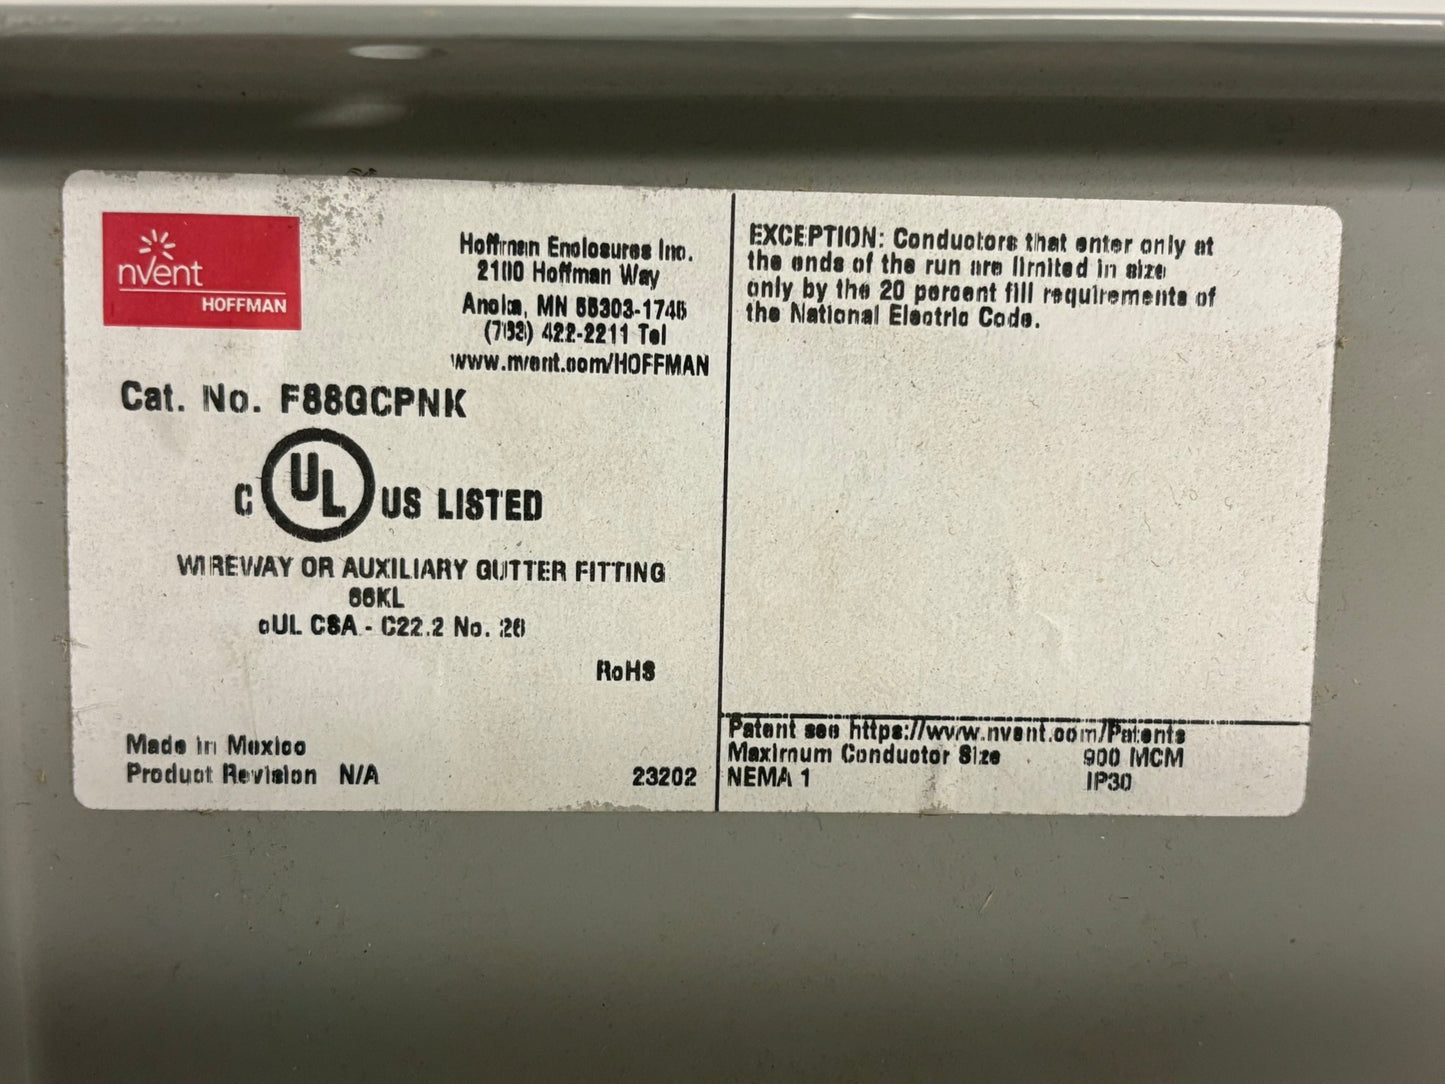 nVent
HOFFMAN
Hoffman Enclosures Inc.
2100 Hoffman Way
Anoka, MN 55303-1745
(763) 422-2211 Tel
www.nvent.com/HOFFMAN
Cat. No. F88GCPNK
C UL US LISTED
WIREWAY OR AUXILIARY GUTTER FITTING
66KL
cUL CSA - C22.2 No. 26
RoHS
Made in Mexico
Product Revision N/A
23202
EXCEPTION: Conductors that enter only at
the ends of the run are limited in size
only by the 20 percent fill requirements of
the National Electric Code.
Patent see https://www.nvent.com/Patents
Maximum Conductor Size 900 MCM
NEMA 1 IP30